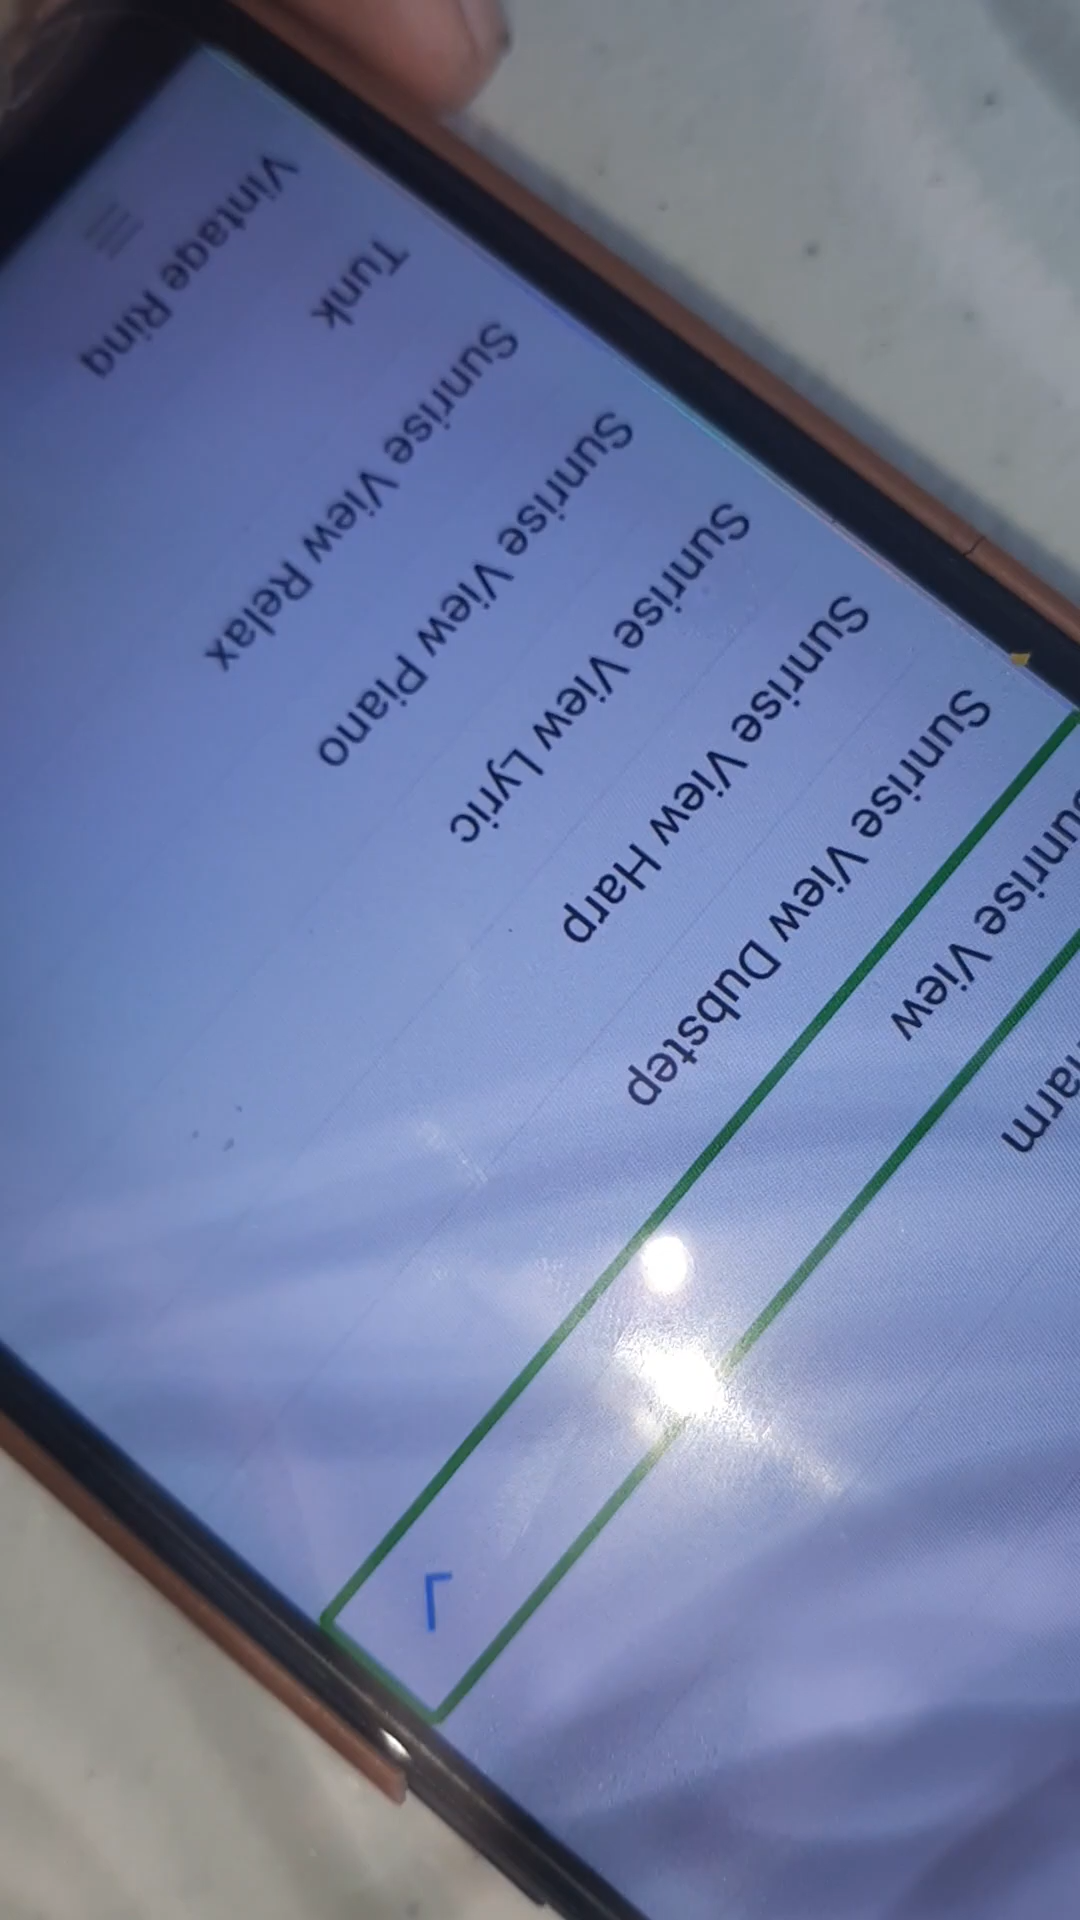 Sunrise View
Sunrise View Dubstep
Sunrise View Harp
Sunrise View Lyric
Sunrise View Piano
Sunrise View Relax
Tunk
Vintage Ring